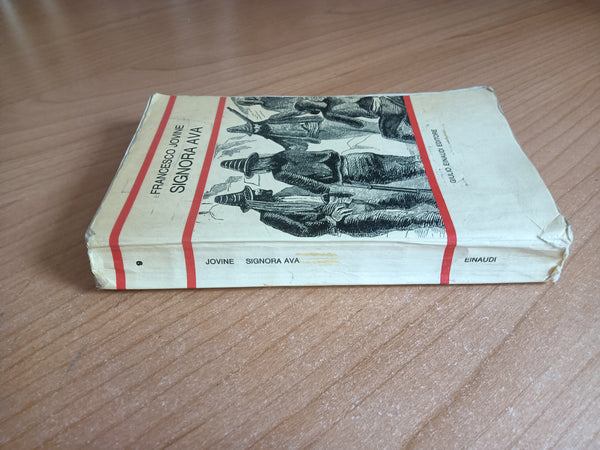 FRANCESCO JOVINE
SIGNORA AVA
GIULIO EINAUDI EDITORE
9
JOVINE SIGNORA AVA
EINAUDI